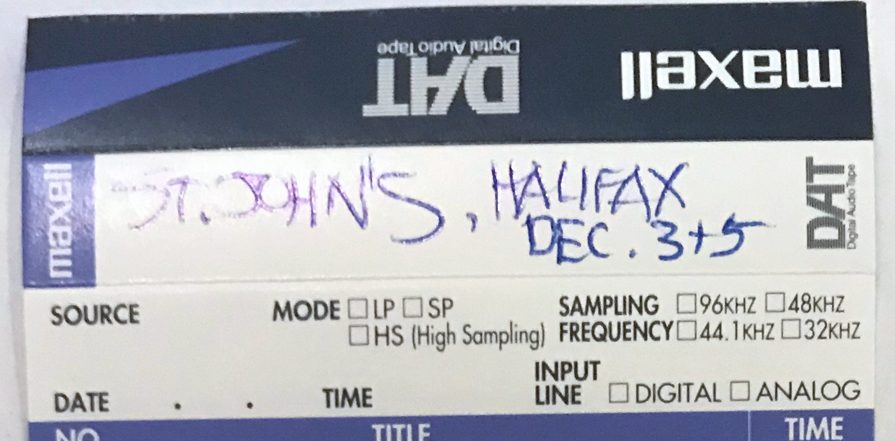 maxell DAT Digital Audio Tape
maxell
ST. JOHN'S, HALIFAX
DEC. 3+5
DAT Digital Audio Tape
SOURCE MODE □ LP □ SP SAMPLING □ 96KHZ □ 48KHZ
□ HS (High Sampling) FREQUENCY □ 44.1KHZ □ 32KHZ
INPUT
DATE . . TIME LINE □ DIGITAL □ ANALOG
NO. TITLE TIME